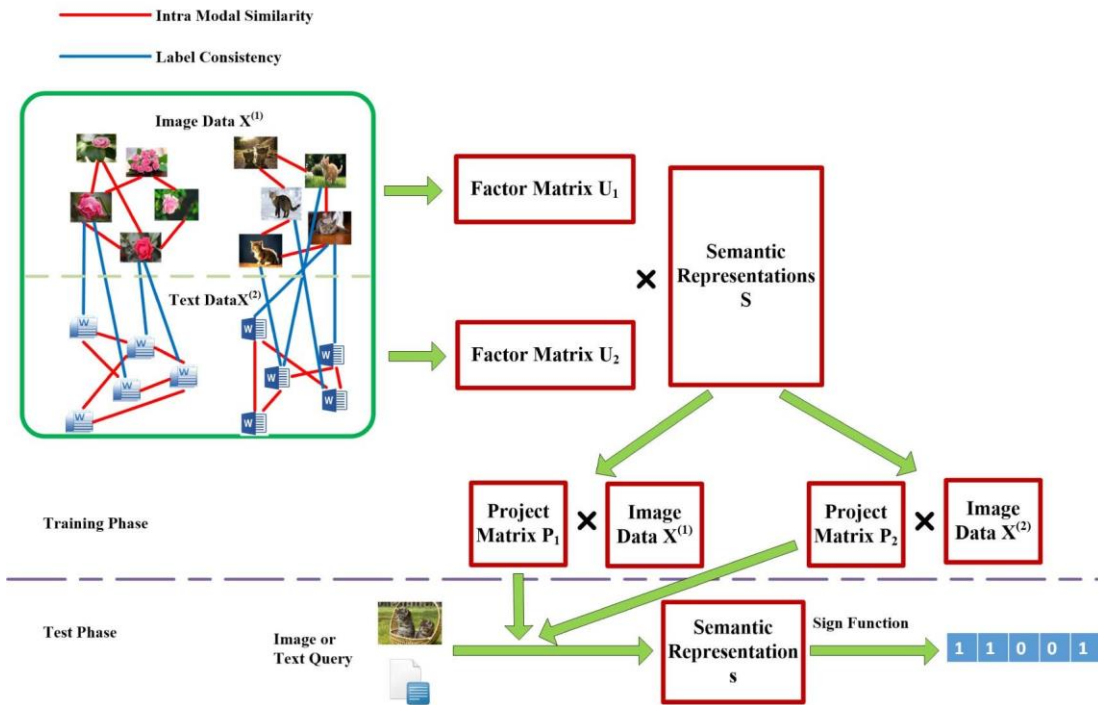 Intra Modal Similarity
Label Consistency
Image Data X⁽¹⁾
Text DataX⁽²⁾
W
W
W
W
W
W
W
W
W
W
Factor Matrix U₁
Factor Matrix U₂
×
Semantic
Representations
S
Training Phase
Project
Matrix P₁
×
Image
Data X⁽¹⁾
Project
Matrix P₂
×
Image
Data X⁽²⁾
Test Phase
Image or
Text Query
Semantic
Representation
s
Sign Function
1 1 0 0 1